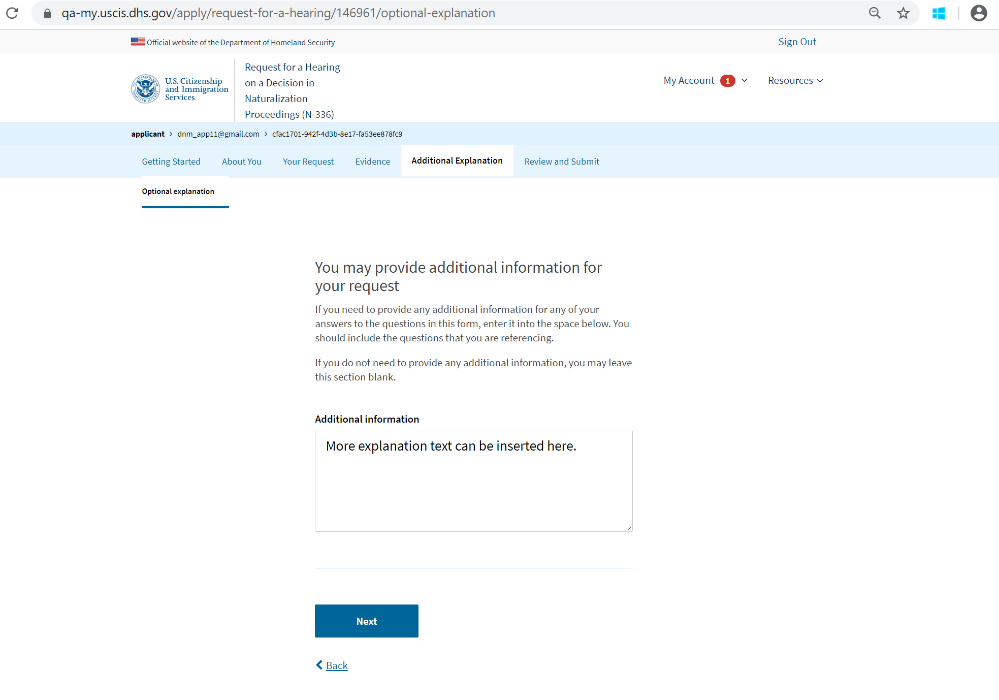 qa-my.uscis.dhs.gov/apply/request-for-a-hearing/146961/optional-explanation
Official website of the Department of Homeland Security
Sign Out
U.S. Citizenship
and Immigration
Services
Request for a Hearing
on a Decision in
Naturalization
Proceedings (N-336)
My Account 1
Resources
applicant > dnm_app11@gmail.com > cfac1701-942f-4d3b-8e17-fa53ee878fc9
Getting Started About You Your Request Evidence Additional Explanation Review and Submit
Optional explanation
You may provide additional information for
your request
If you need to provide any additional information for any of your
answers to the questions in this form, enter it into the space below. You
should include the questions that you are referencing.
If you do not need to provide any additional information, you may leave
this section blank.
Additional information
More explanation text can be inserted here.
Next
Back